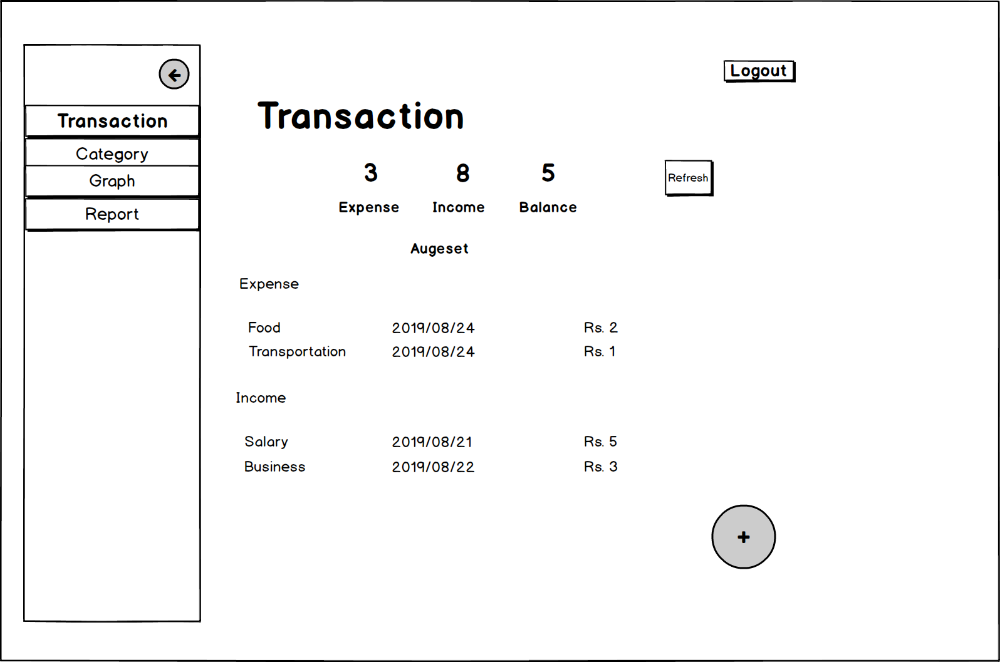 Logout
Transaction
Category
Graph
Report
Transaction
3 8 5
Expense Income Balance
Refresh
Augeset
Expense
Food 2019/08/24 Rs. 2
Transportation 2019/08/24 Rs. 1
Income
Salary 2019/08/21 Rs. 5
Business 2019/08/22 Rs. 3
+